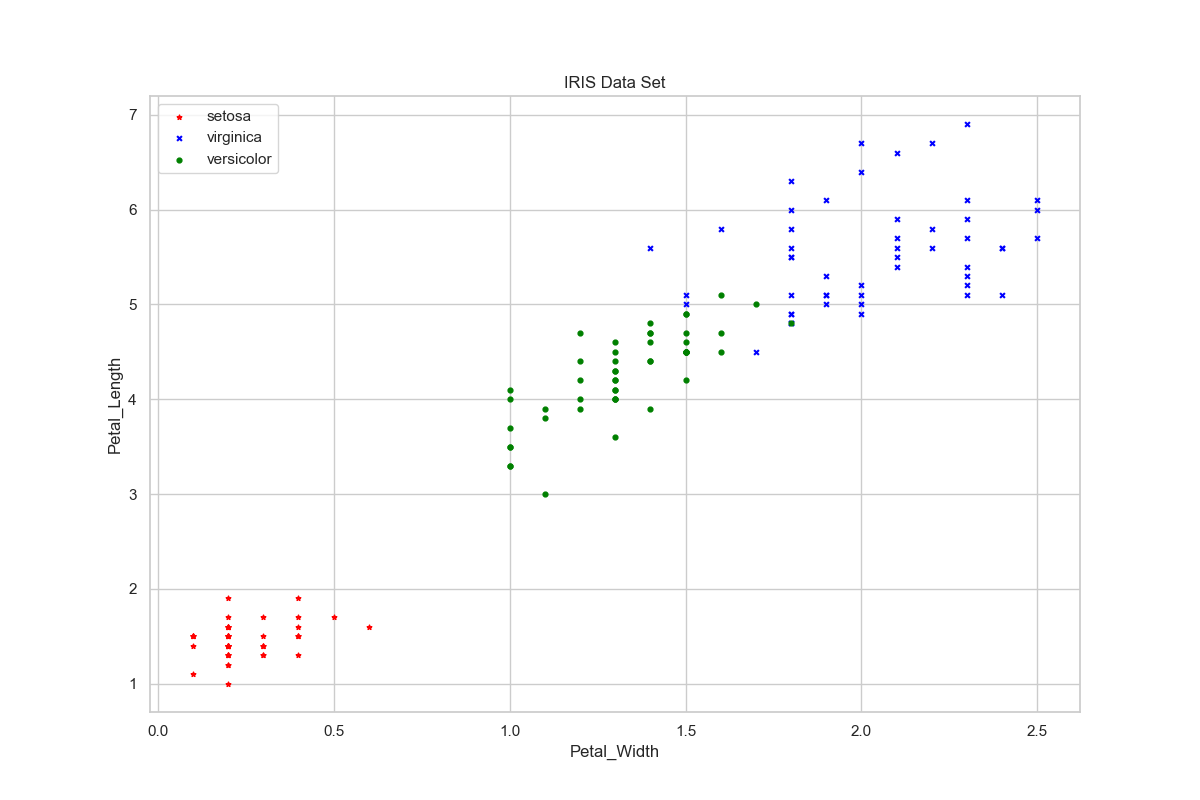 IRIS Data Set
setosa
virginica
versicolor
7
6
5
4
3
2
1
Petal_Length
0.0 0.5 1.0 1.5 2.0 2.5
Petal_Width